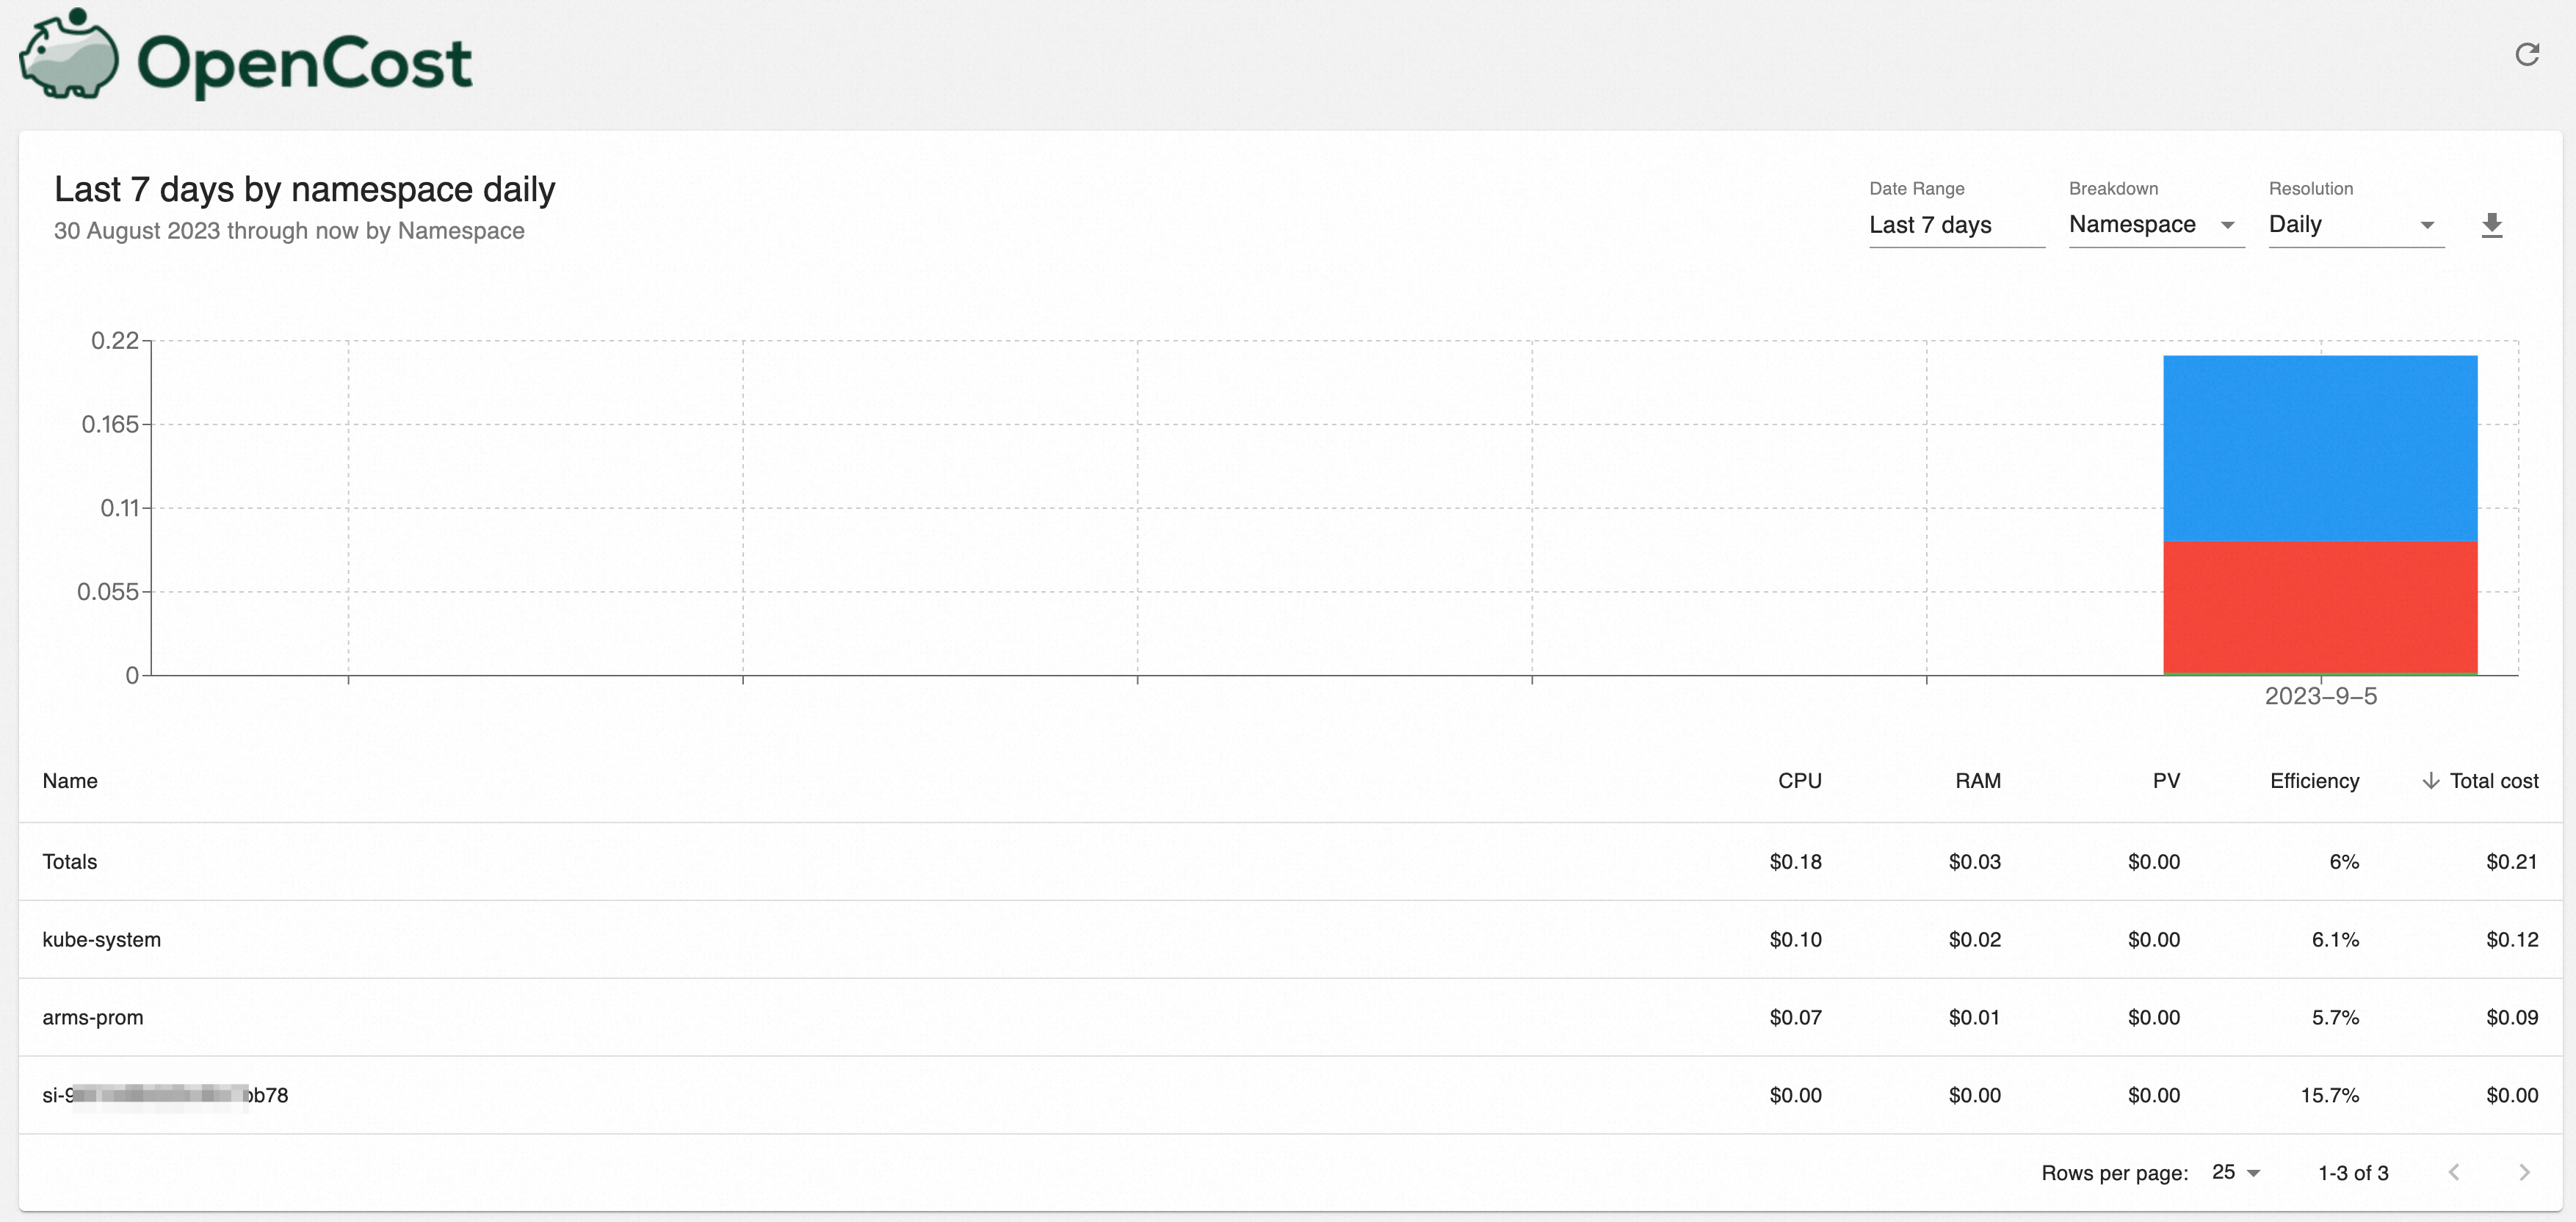 OpenCost
Last 7 days by namespace daily
30 August 2023 through now by Namespace
Date Range Breakdown Resolution
Last 7 days Namespace Daily
0.22
0.165
0.11
0.055
0
2023–9–5
Name CPU RAM PV Efficiency Total cost
Totals $0.18 $0.03 $0.00 6% $0.21
kube-system $0.10 $0.02 $0.00 6.1% $0.12
arms-prom $0.07 $0.01 $0.00 5.7% $0.09
si-9 b78 $0.00 $0.00 $0.00 15.7% $0.00
Rows per page: 25 1-3 of 3